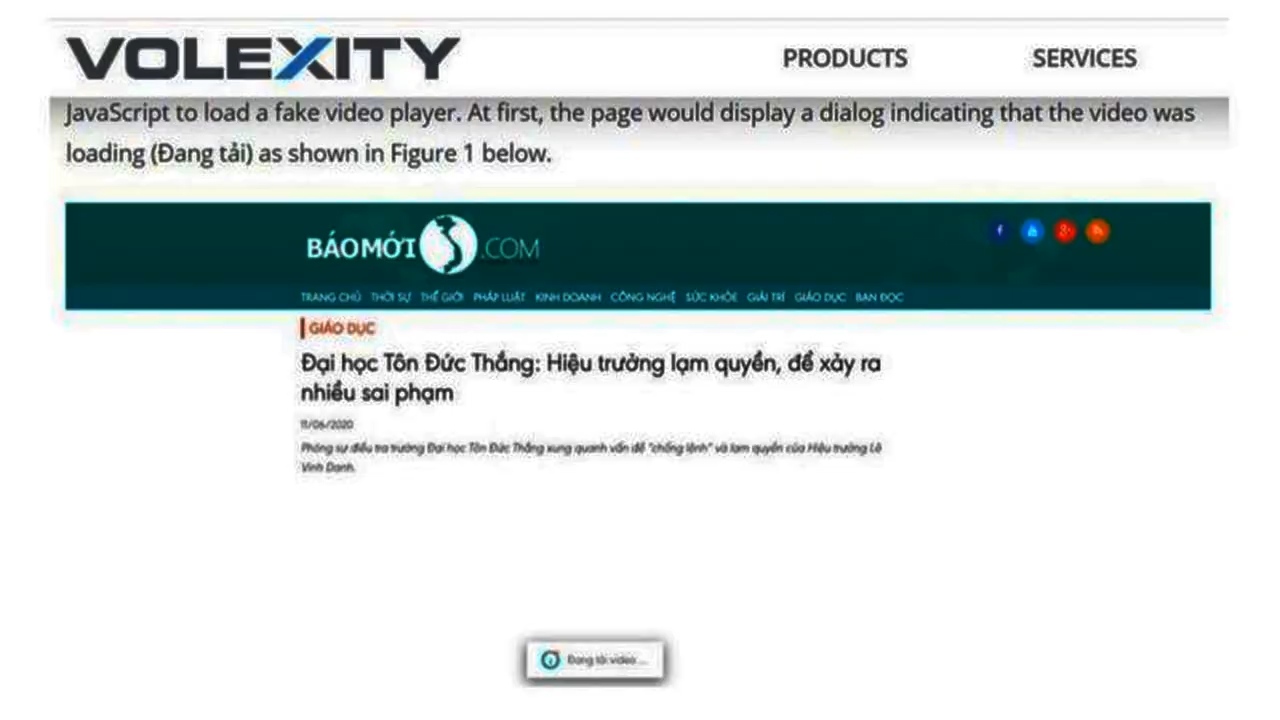 VOLEXITY
PRODUCTS
SERVICES
JavaScript to load a fake video player. At first, the page would display a dialog indicating that the video was
loading (Đang tải) as shown in Figure 1 below.
BÁOMỚI.COM
TRANG CHỦ THỜI SỰ THẾ GIỚI PHÁP LUẬT KINH DOANH CÔNG NGHỆ SỨC KHỎE GIẢI TRÍ GIÁO DỤC BẠN ĐỌC
GIÁO DỤC
Đại học Tôn Đức Thắng: Hiệu trưởng lạm quyền, để xảy ra
nhiều sai phạm
11/06/2020
Phóng sự điều tra trường Đại học Tôn Đức Thắng xung quanh vấn đề "chống lệnh" và lạm quyền của Hiệu trưởng Lê
Vinh Danh.
Đang tải video ...